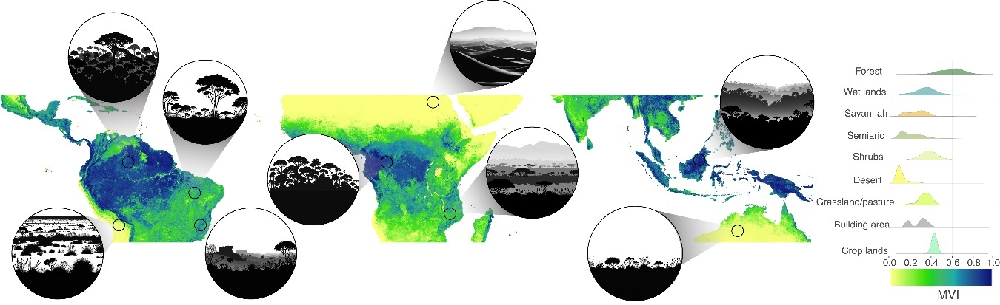 Forest
Wet lands
Savannah
Semiarid
Shrubs
Desert
Grassland/pasture
Building area
Crop lands
0.0 0.2 0.4 0.6 0.8 1.0
MVI